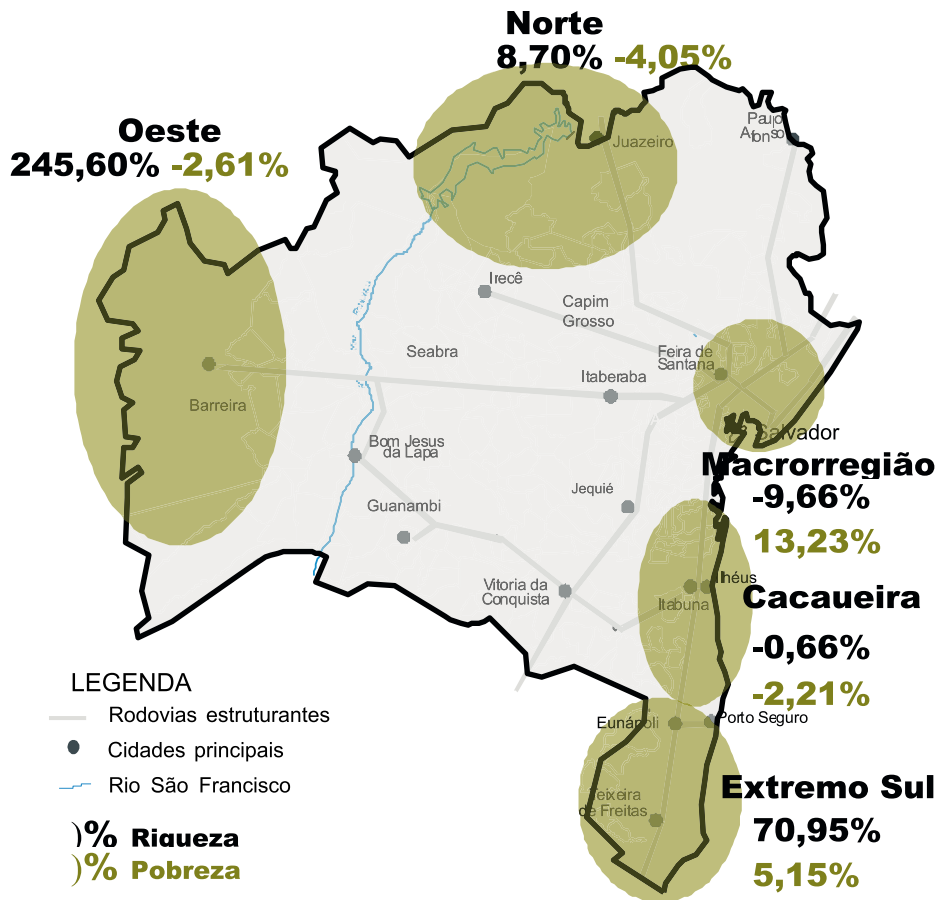 Norte
8,70% -4,05%
Oeste
245,60% -2,61%
Paulo
Afonso
Juazeiro
Irecê
Capim
Grosso
Seabra
Feira de
Santana
Itaberaba
Barreira
Salvador
Bom Jesus
da Lapa
Macrorregião
-9,66%
13,23%
Jequié
Guanambi
Vitoria da
Conquista
Ilhéus
Itabuna
Cacaueira
-0,66%
-2,21%
Eunápoli
Porto Seguro
Extremo Sul
70,95%
5,15%
Teixeira
de Freitas
LEGENDA
Rodovias estruturantes
Cidades principais
Rio São Francisco
)% Riqueza
)% Pobreza